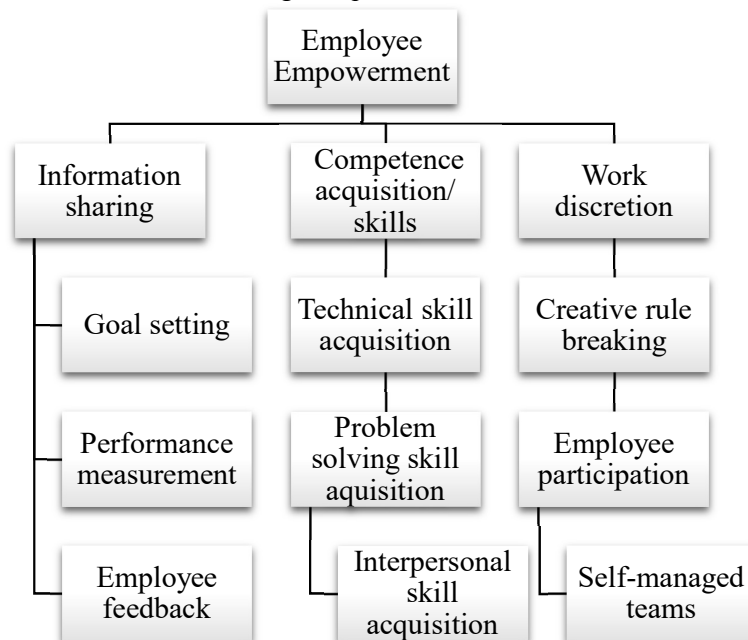 Employee
Empowerment
Information
sharing
Goal setting
Performance
measurement
Employee
feedback
Competence
acquisition/
skills
Technical skill
acquisition
Problem
solving skill
aquisition
Interpersonal
skill
acquisition
Work
discretion
Creative rule
breaking
Employee
participation
Self-managed
teams